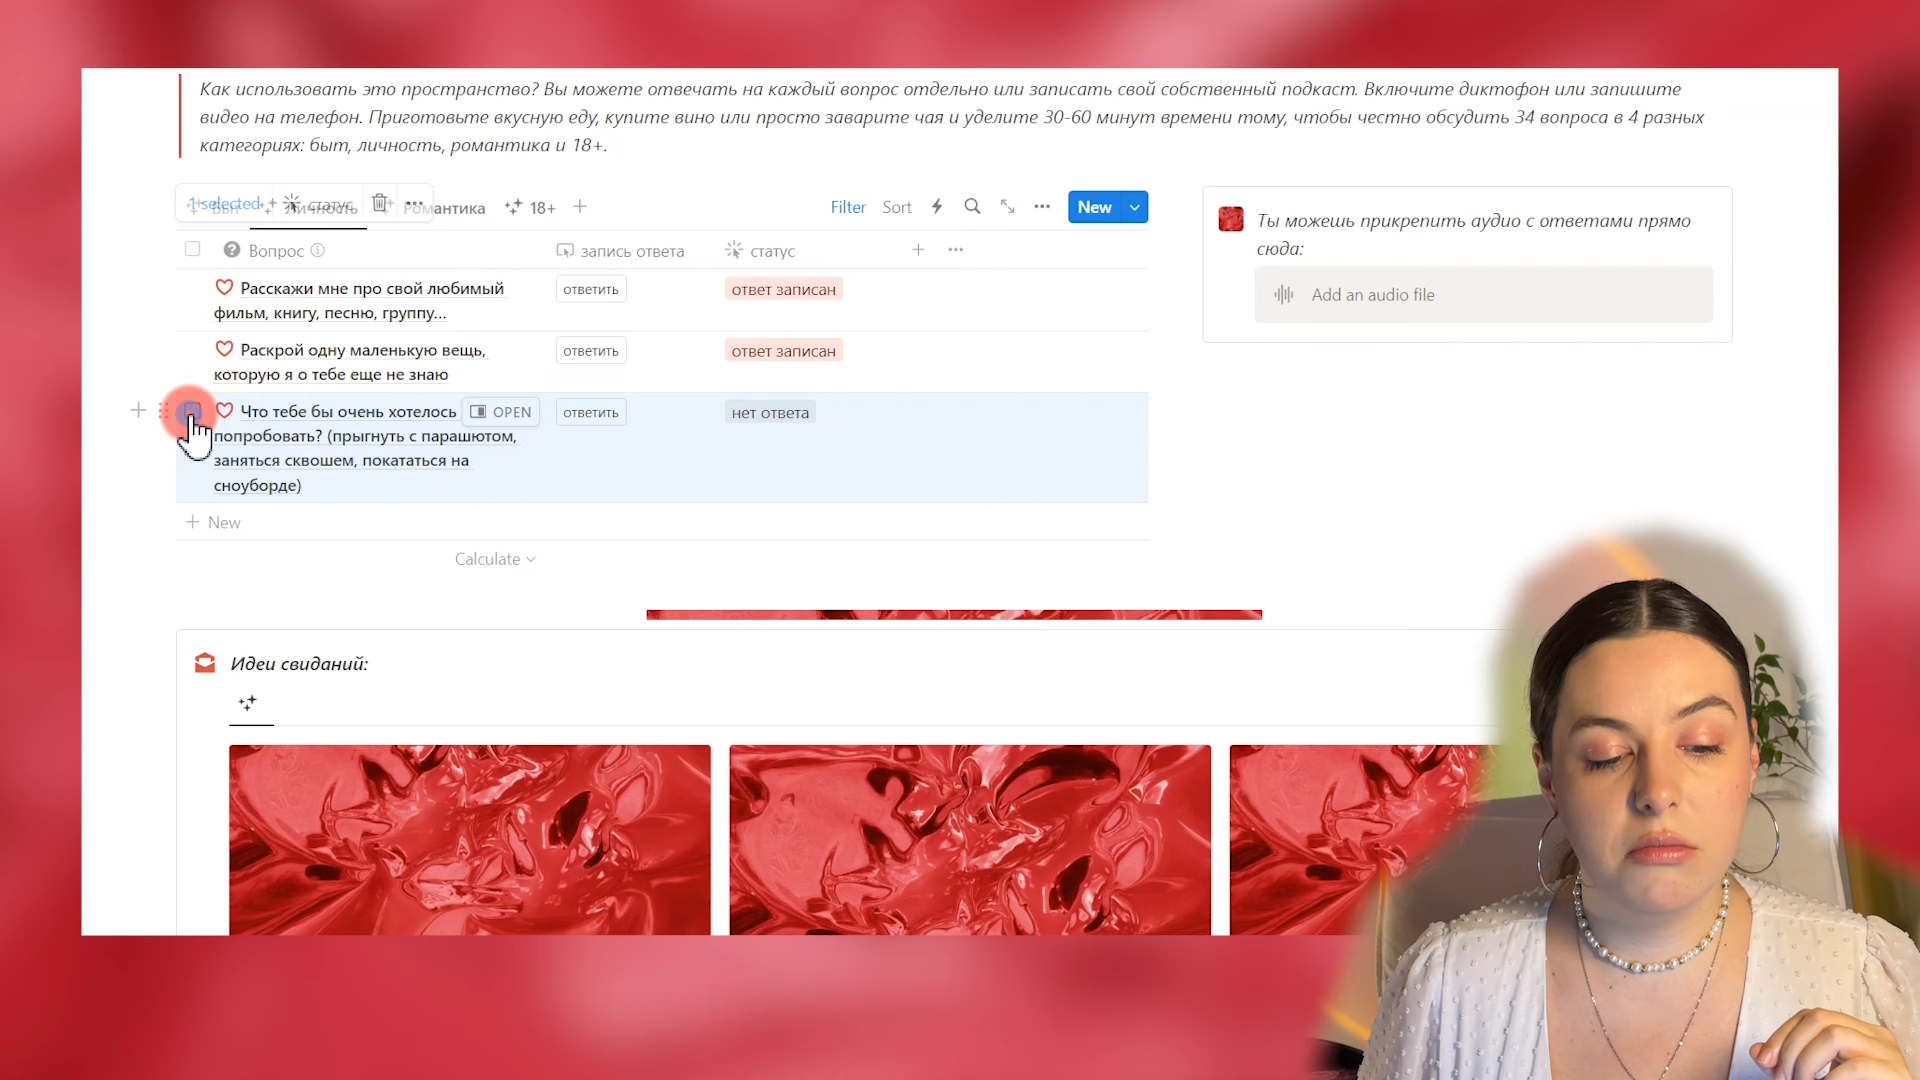 Как использовать это пространство? Вы можете отвечать на каждый вопрос отдельно или записать свой собственный подкаст. Включите диктофон или запишите
видео на телефон. Приготовьте вкусную еду, купите вино или просто заварите чая и уделите 30-60 минут времени тому, чтобы честно обсудить 34 вопроса в 4 разных
категориях: быт, личность, романтика и 18+.
1 selected статус
Личность Романтика 18+
Filter Sort New
Вопрос запись ответа статус
Расскажи мне про свой любимый
фильм, книгу, песню, группу...
ответить ответ записан
Раскрой одну маленькую вещь,
которую я о тебе еще не знаю
ответить ответ записан
Что тебе бы очень хотелось
попробовать? (прыгнуть с парашютом,
заняться сквошем, покататься на
сноуборде)
OPEN ответить нет ответа
New
Calculate
Ты можешь прикрепить аудио с ответами прямо
сюда:
Add an audio file
Идеи свиданий: